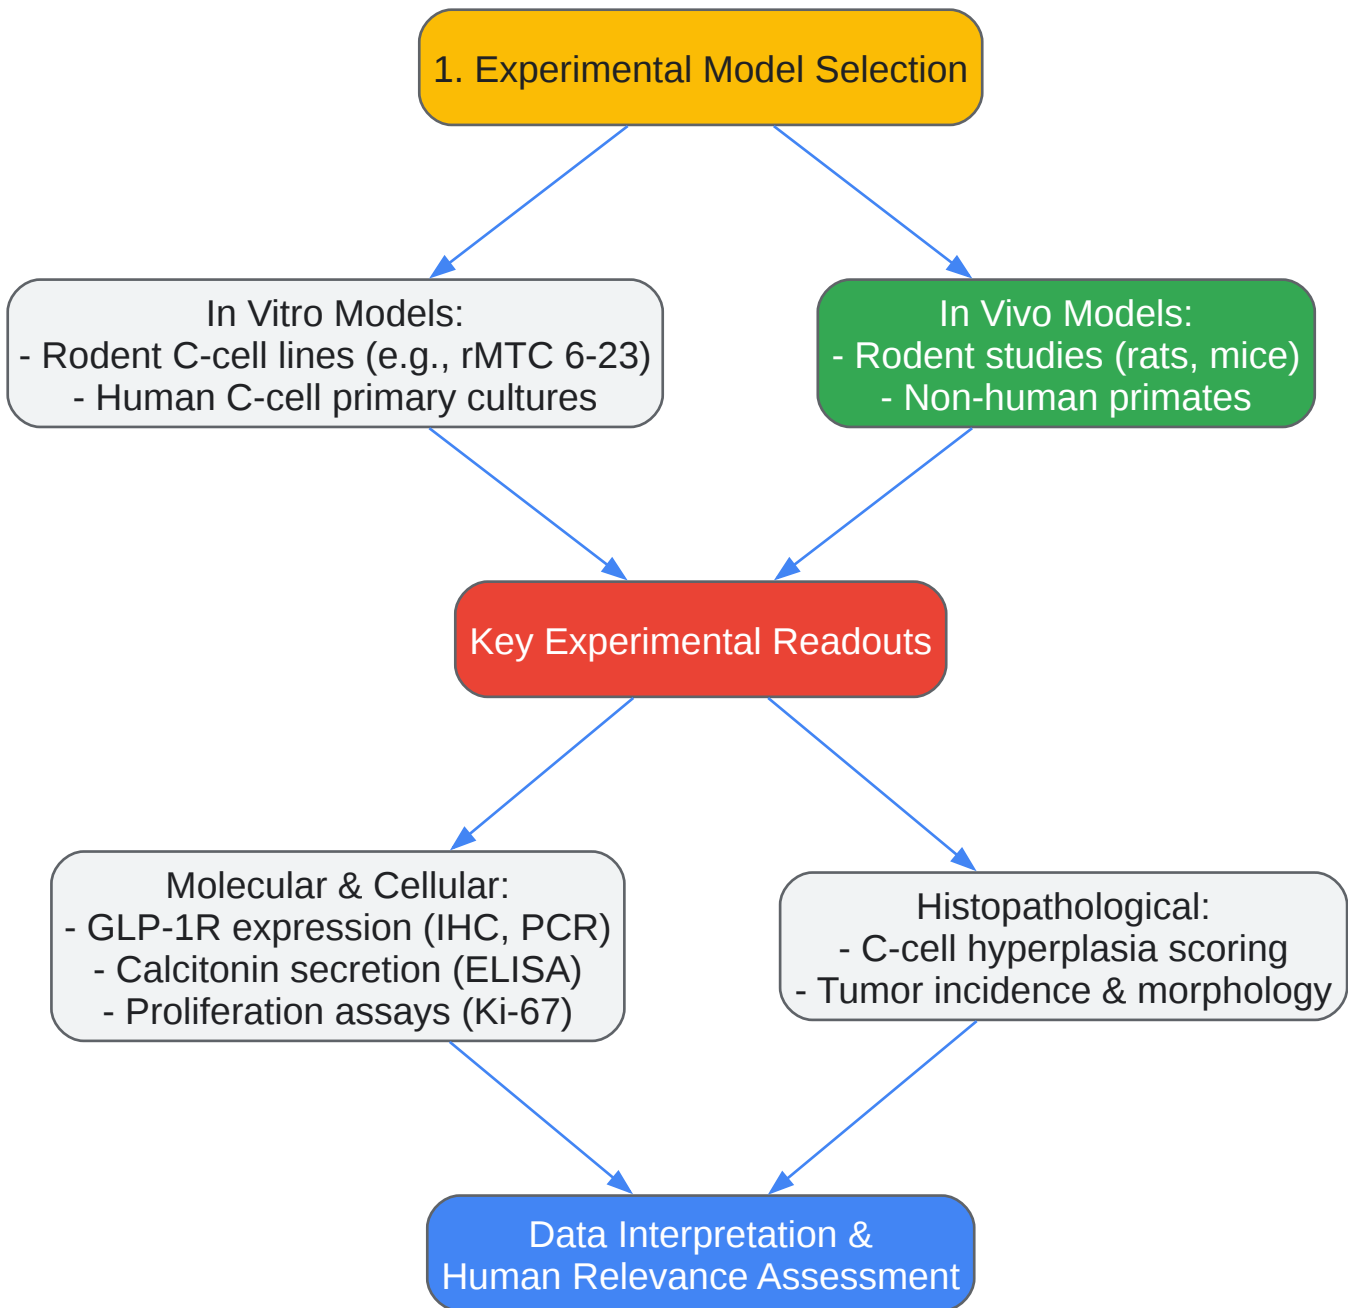 1. Experimental Model Selection
In Vitro Models:
- Rodent C-cell lines (e.g., rMTC 6-23)
- Human C-cell primary cultures
In Vivo Models:
- Rodent studies (rats, mice)
- Non-human primates
Key Experimental Readouts
Molecular & Cellular:
- GLP-1R expression (IHC, PCR)
- Calcitonin secretion (ELISA)
- Proliferation assays (Ki-67)
Histopathological:
- C-cell hyperplasia scoring
- Tumor incidence & morphology
Data Interpretation &
Human Relevance Assessment